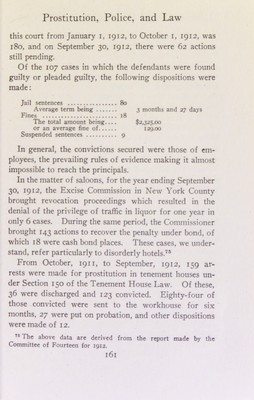 Prostitution, Police, and Law
this court from January 1, 1912, to October 1, 1912, was
180, and on September 30, 1912, there were 62 actions
still pending.
Of the 107 cases in which the defendants were found
guilty or pleaded guilty, the following dispositions were
made:
Jail sentences ................ 80
Average term being ....... 3 months and 27 days
Fines ........................ 18
The total amount being.... $2,325.00
or an average fine of...... 129.00
Suspended sentences .......... 9
In general, the convictions secured were those of em-
ployees, the prevailing rules of evidence making it almost
impossible to reach the principals.
In the matter of saloons, for the year ending September
30, 1912, the Excise Commission in New York County
brought revocation proceedings which resulted in the
denial of the privilege of traffic in liquor for one year in
only 6 cases. During the same period, the Commissioner
brought 143 actions to recover the penalty under bond, of
which 18 were cash bond places. These cases, we under-
stand, refer particularly to disorderly hotels.⁷²
From October, 1911, to September, 1912, 159 ar-
rests were made for prostitution in tenement houses un-
der Section 150 of the Tenement House Law. Of these,
36 were discharged and 123 convicted. Eighty-four of
those convicted were sent to the workhouse for six
months, 27 were put on probation, and other dispositions
were made of 12.
⁷² The above data are derived from the report made by the
Committee of Fourteen for 1912.
161